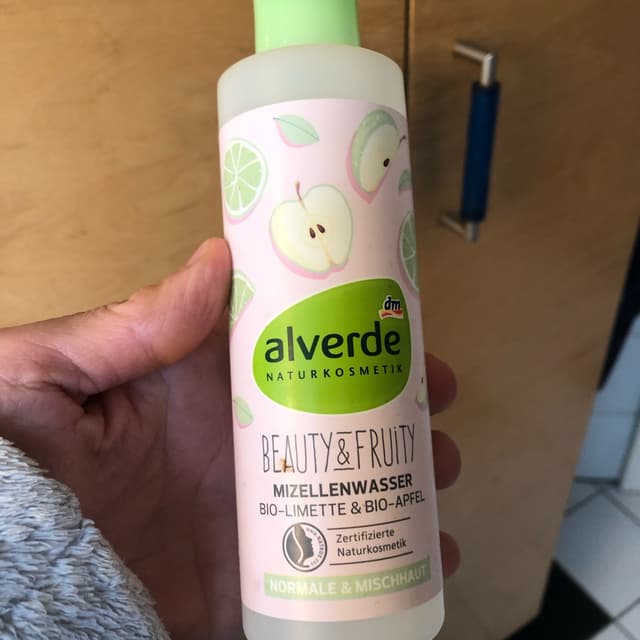 dm
alverde
NATURKOSMETIK
BEAUTY & FRUITY
MIZELLENWASSER
BIO-LIMETTE & BIO-APFEL
Zertifizierte
Naturkosmetik
NORMALE & MISCHHAUT